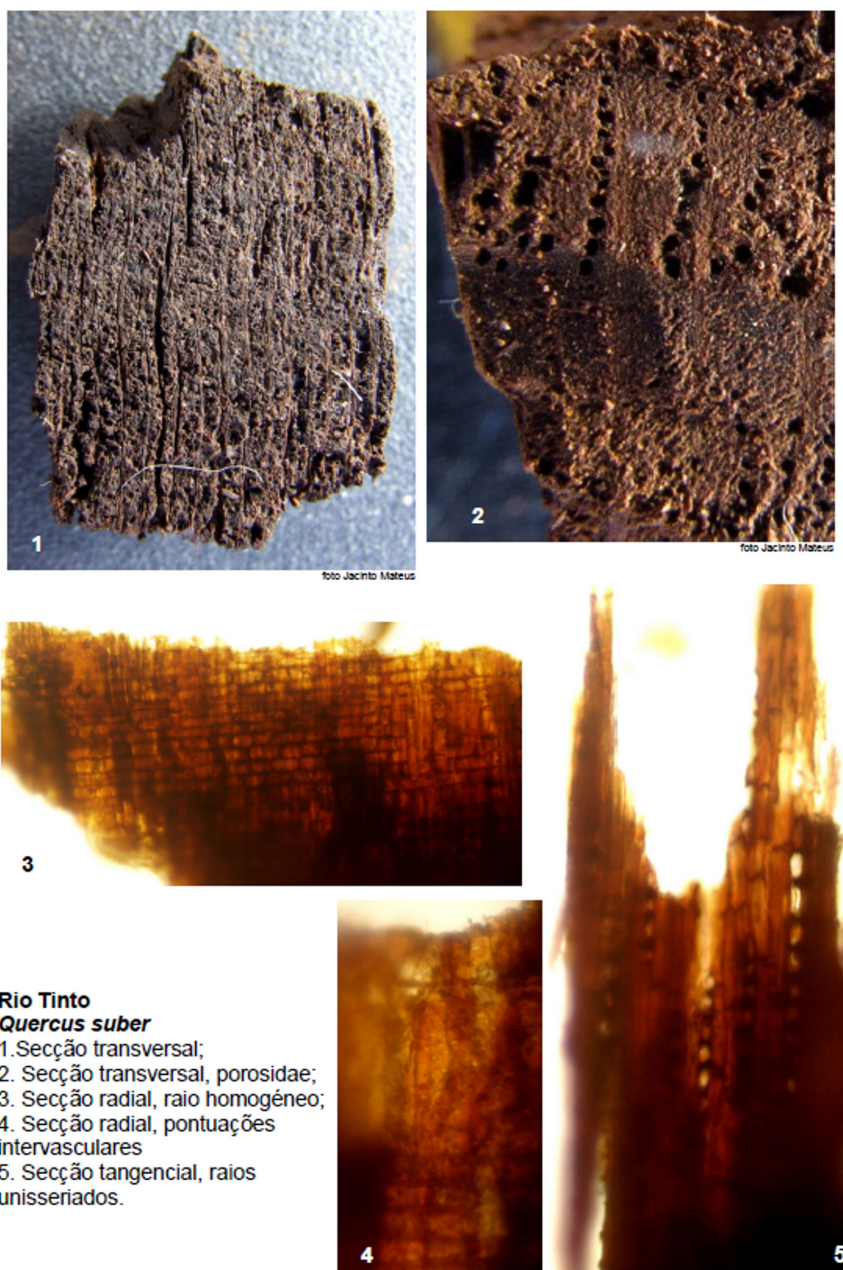 1
2
foto Jacinto Mateus
foto Jacinto Mateus
3
Rio Tinto
Quercus suber
1.Secção transversal;
2. Secção transversal, porosidae;
3. Secção radial, raio homogéneo;
4. Secção radial, pontuações
intervasculares
5. Secção tangencial, raios
unisseriados.
4
5